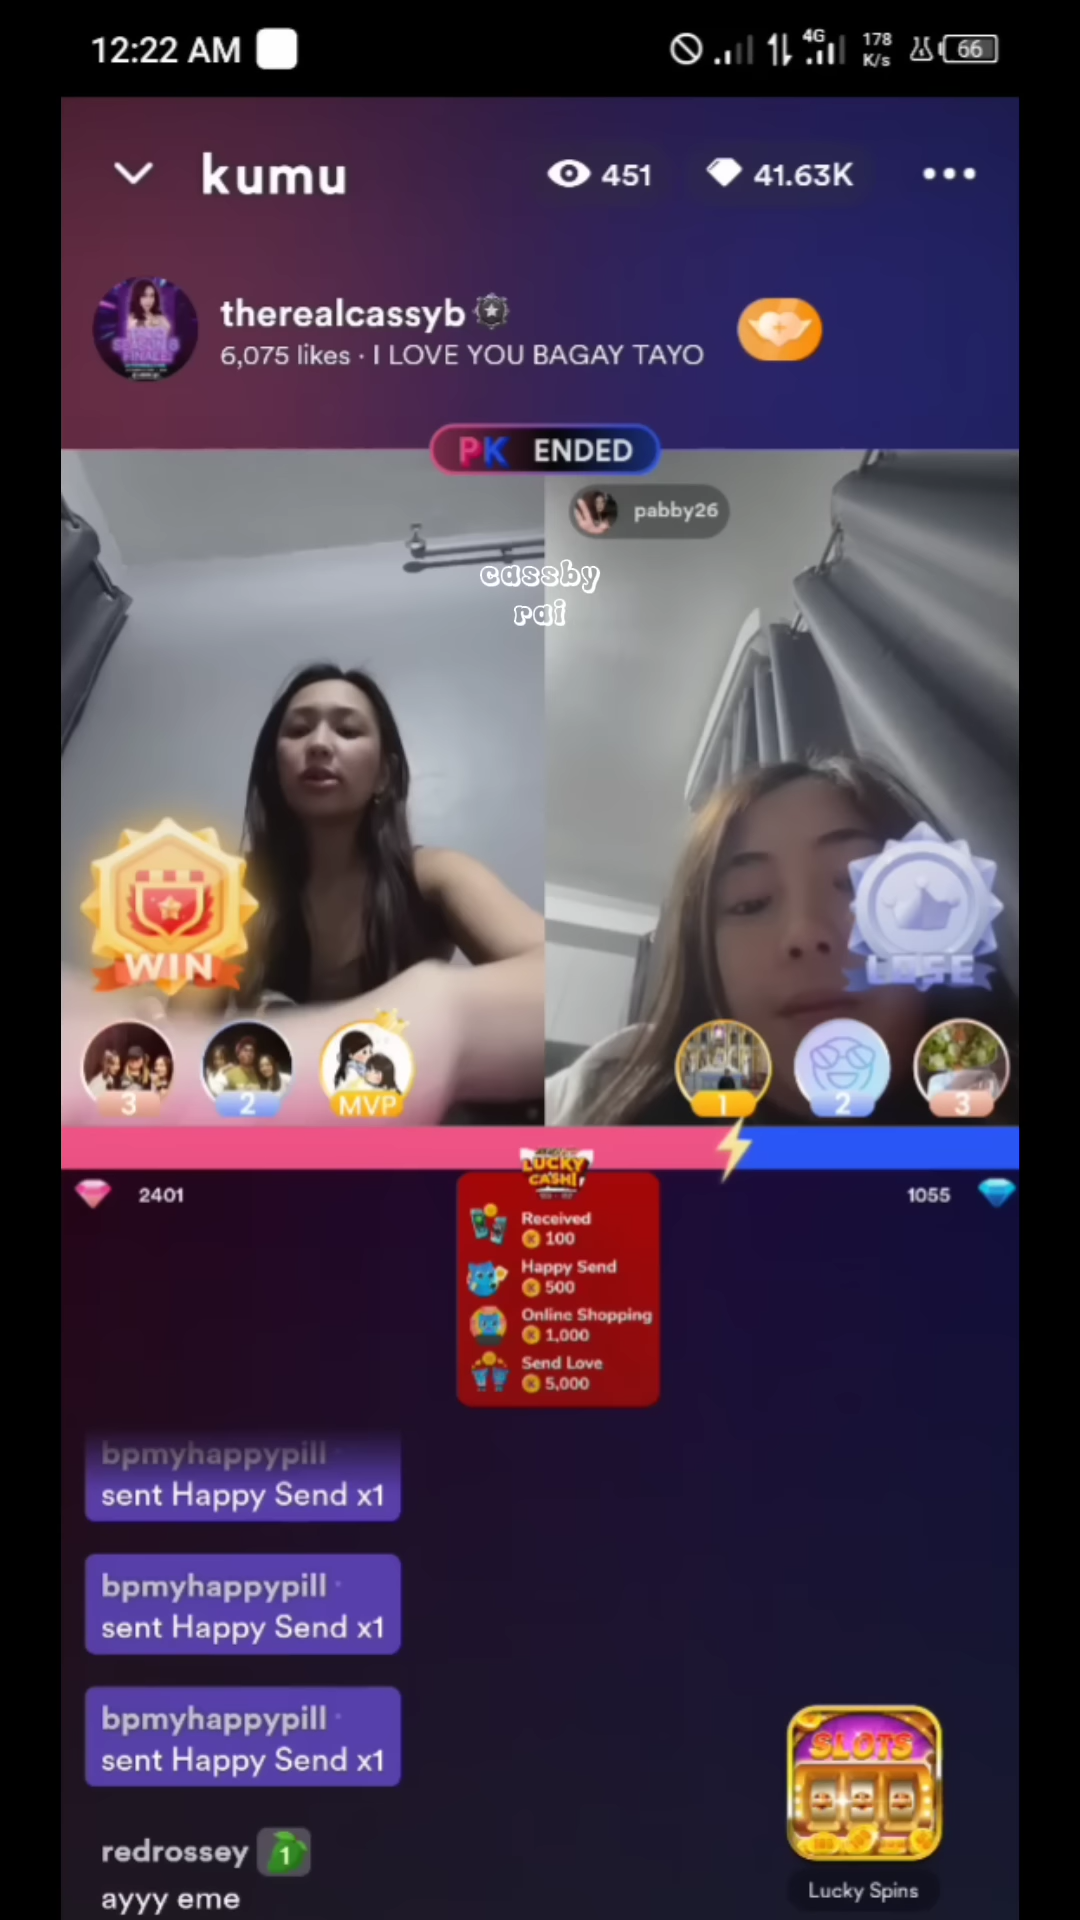 12:22 AM
4G
178
K/s
66
kumu
451
41.63K
therealcassyb
6,075 likes · I LOVE YOU BAGAY TAYO
PK ENDED
pabby26
cassby
rai
WIN
LOSE
3
2
MVP
1
2
3
LUCKY
CASH!
2401
1055
Received
100
Happy Send
500
Online Shopping
1,000
Send Love
5,000
bpmyhappypill
sent Happy Send x1
bpmyhappypill
sent Happy Send x1
bpmyhappypill
sent Happy Send x1
SLOTS
redrossey 1
ayyy eme
Lucky Spins